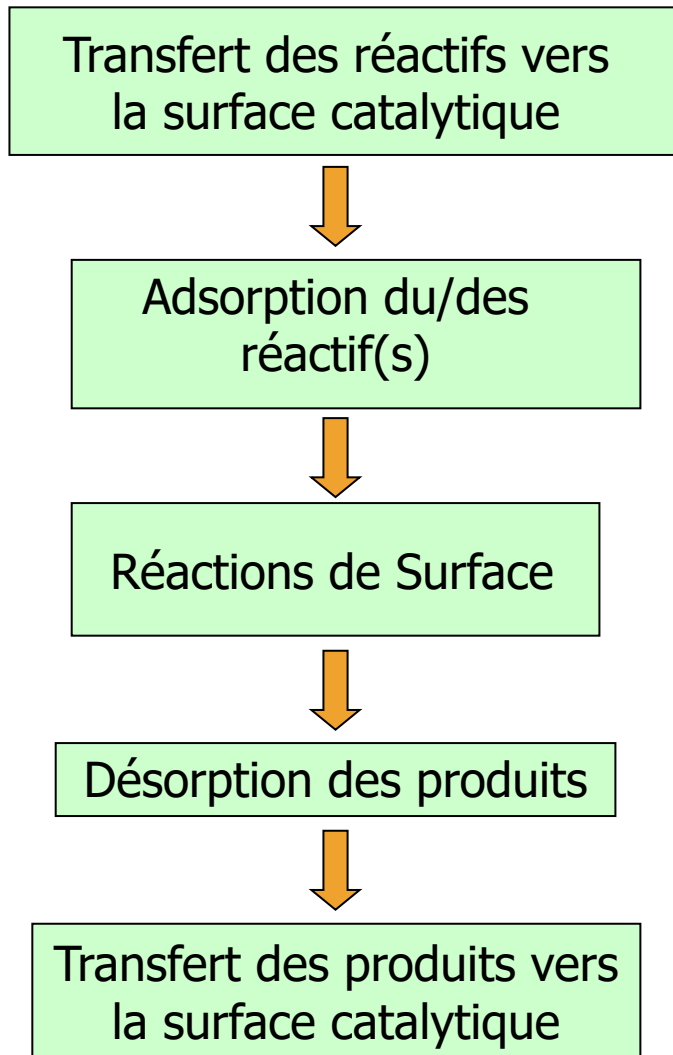 Transfert des réactifs vers
la surface catalytique
Adsorption du/des
réactif(s)
Réactions de Surface
Désorption des produits
Transfert des produits vers
la surface catalytique